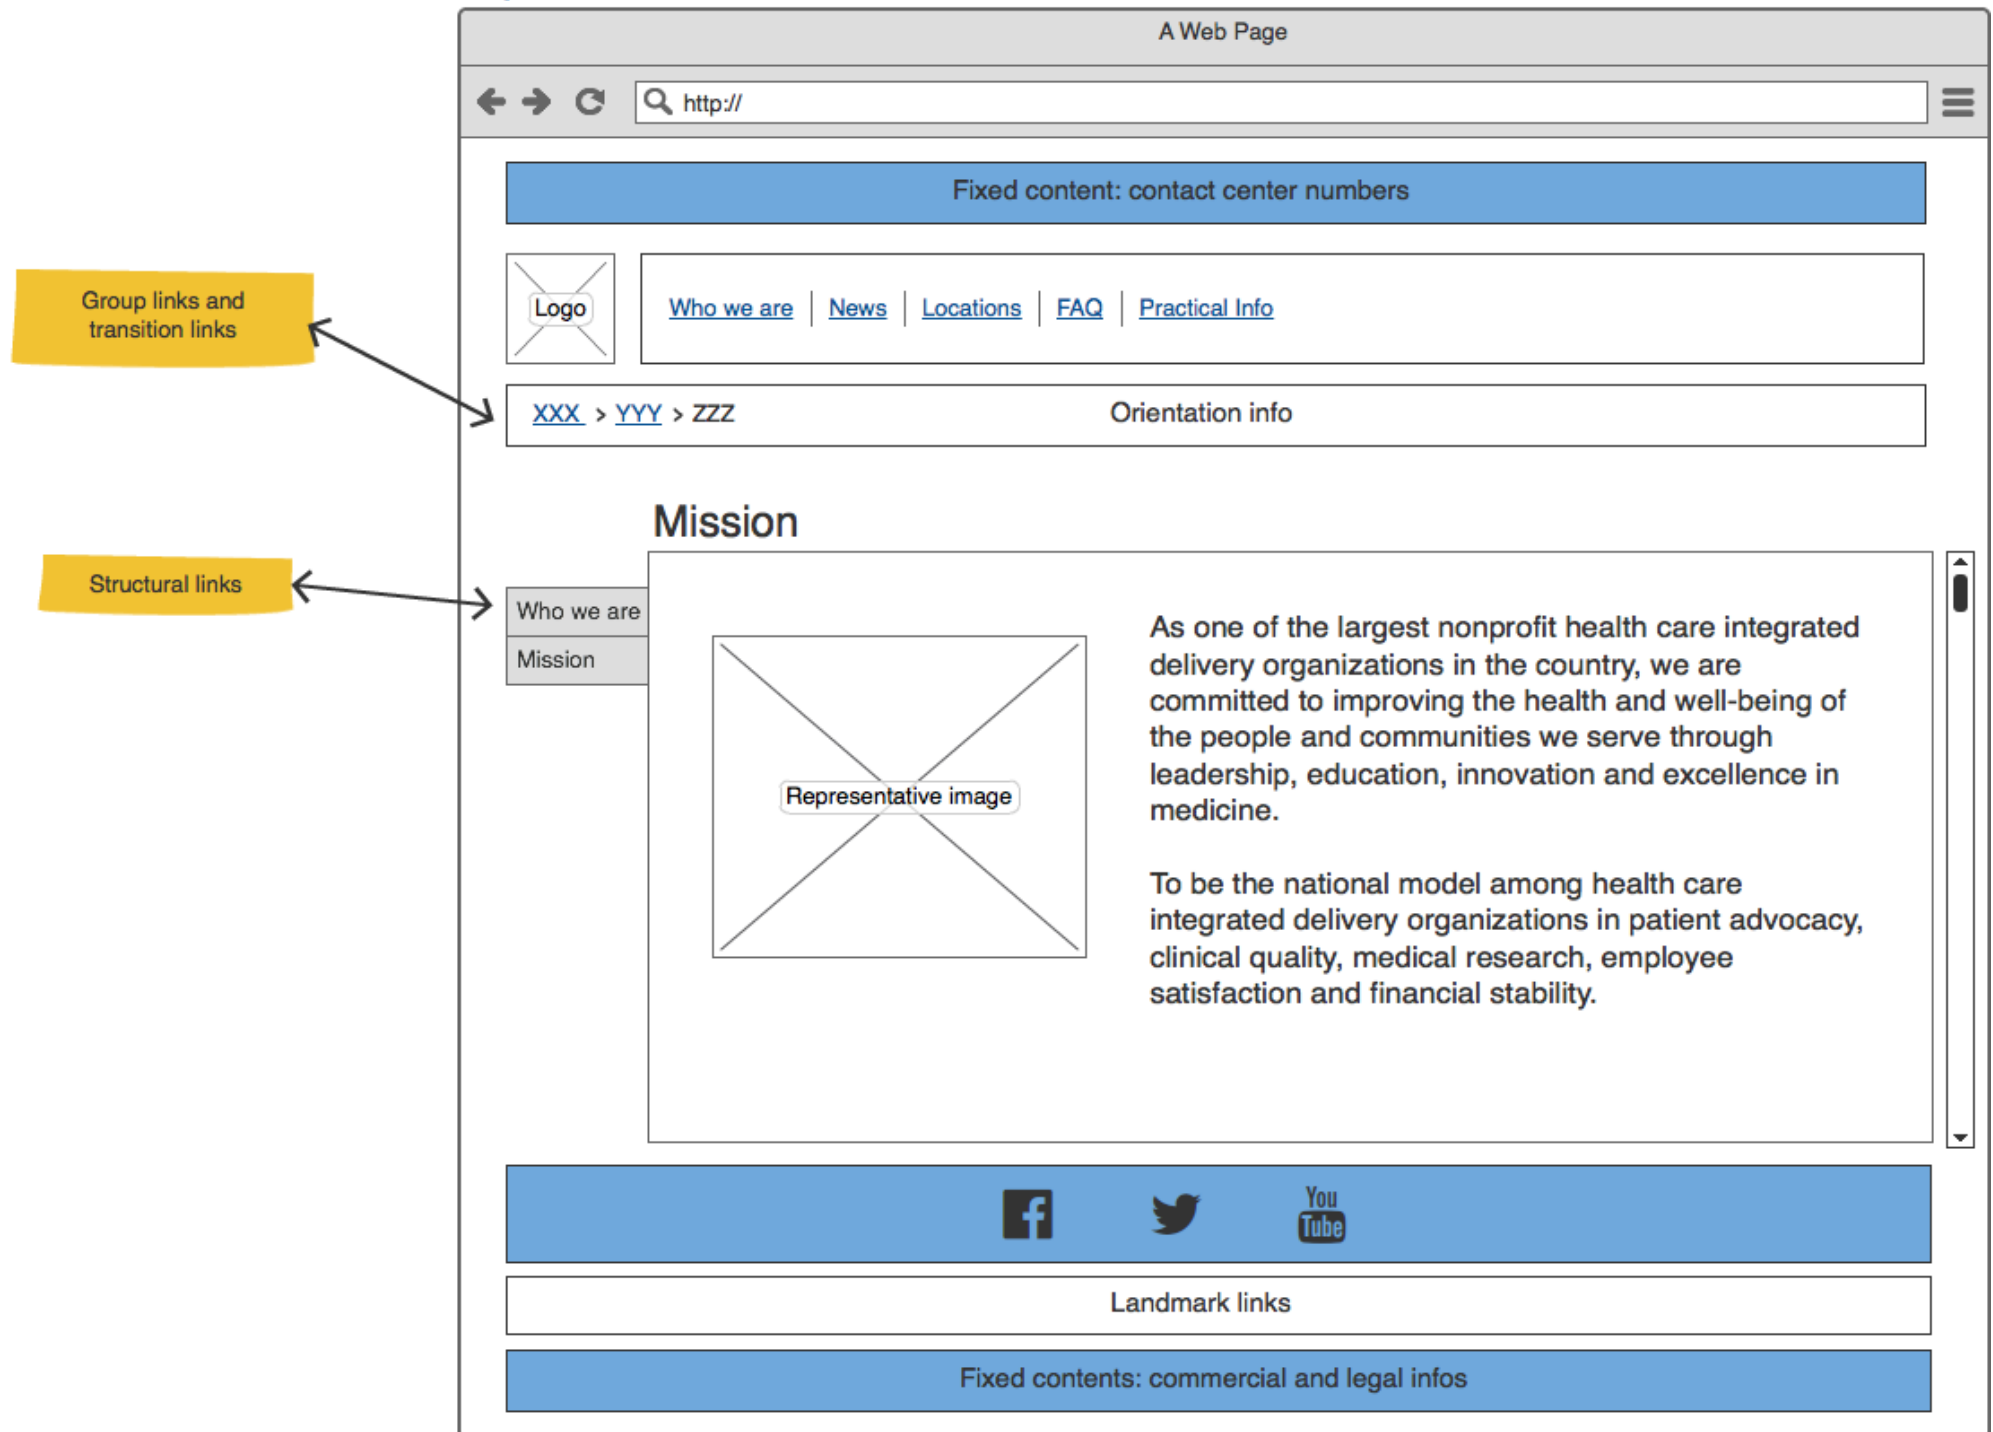 A Web Page
http://
Fixed content: contact center numbers
Group links and
transition links
Logo
Who we are | News | Locations | FAQ | Practical Info
XXX > YYY > ZZZ
Orientation info
Mission
Structural links
Who we are
Mission
Representative image
As one of the largest nonprofit health care integrated
delivery organizations in the country, we are
committed to improving the health and well-being of
the people and communities we serve through
leadership, education, innovation and excellence in
medicine.
To be the national model among health care
integrated delivery organizations in patient advocacy,
clinical quality, medical research, employee
satisfaction and financial stability.
You
Tube
Landmark links
Fixed contents: commercial and legal infos